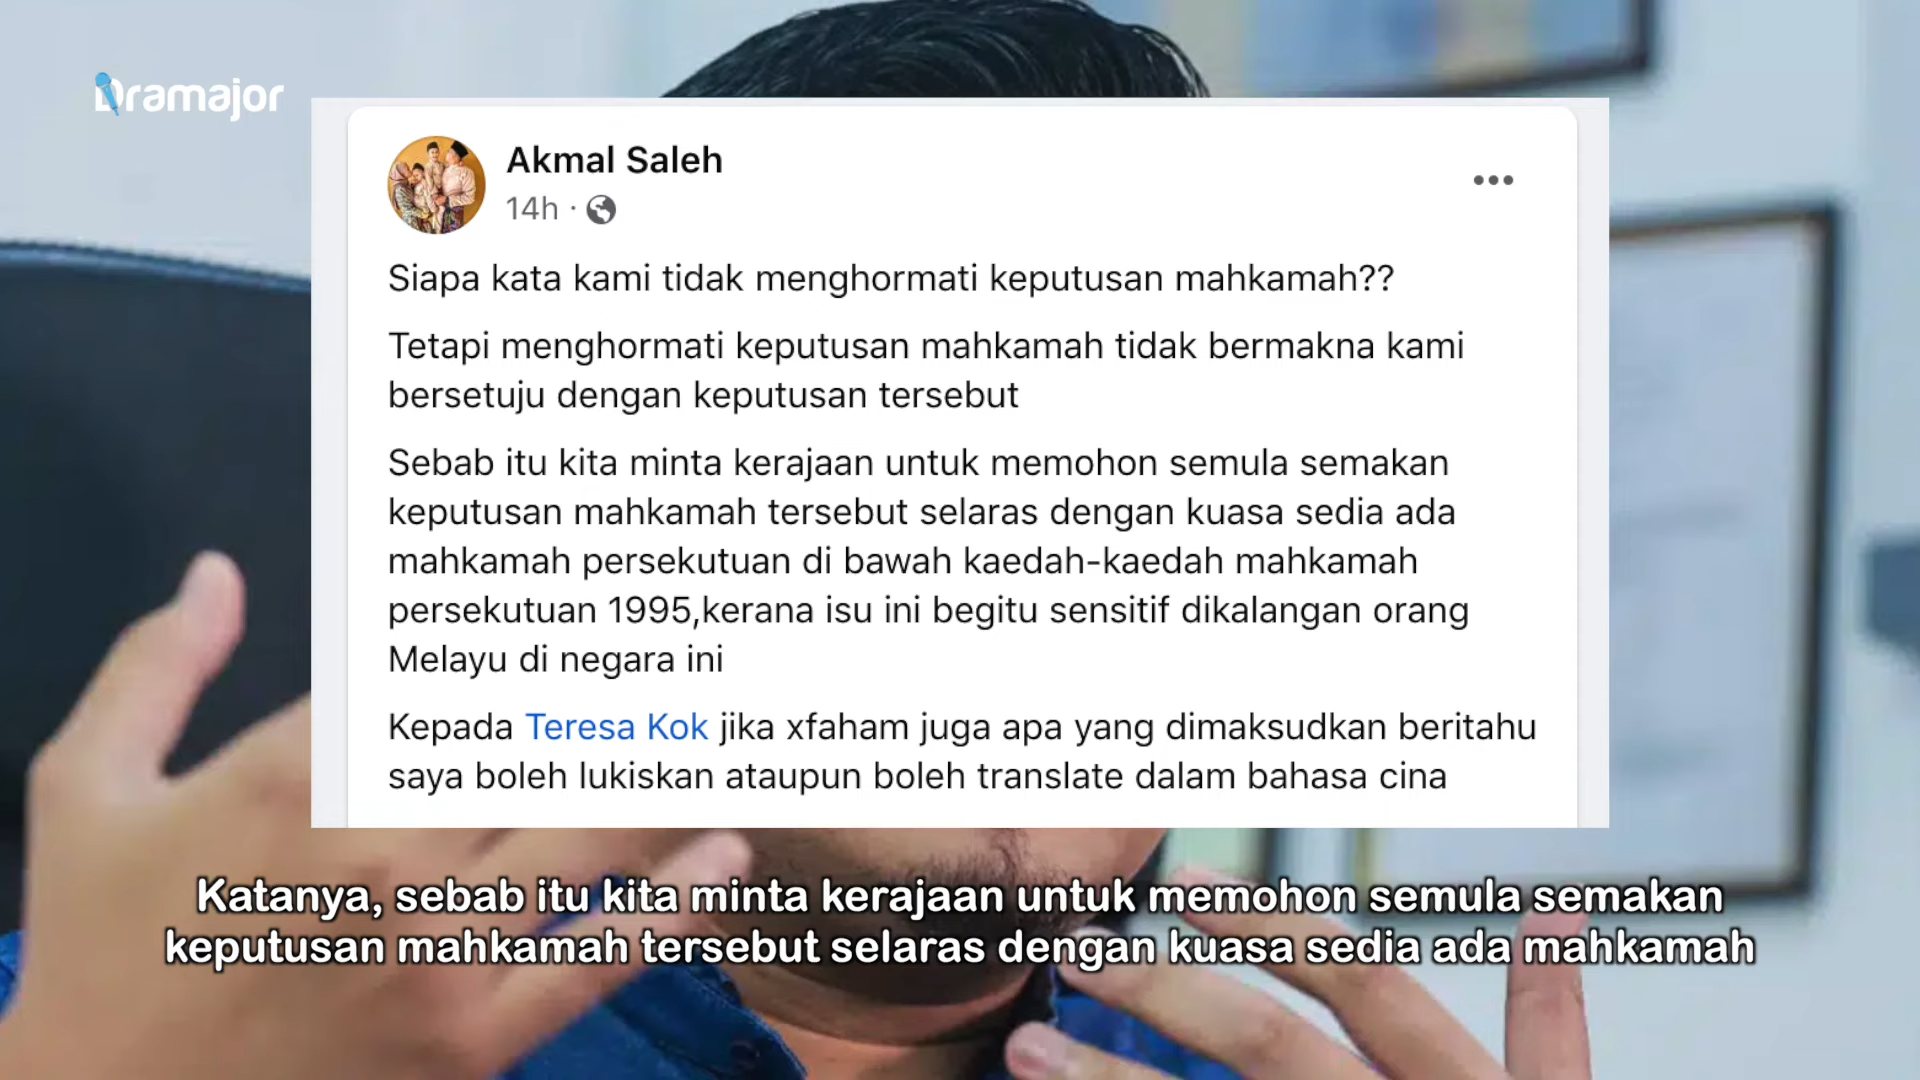 Dramajor
Akmal Saleh
14h ·
Siapa kata kami tidak menghormati keputusan mahkamah??
Tetapi menghormati keputusan mahkamah tidak bermakna kami
bersetuju dengan keputusan tersebut
Sebab itu kita minta kerajaan untuk memohon semula semakan
keputusan mahkamah tersebut selaras dengan kuasa sedia ada
mahkamah persekutuan di bawah kaedah-kaedah mahkamah
persekutuan 1995,kerana isu ini begitu sensitif dikalangan orang
Melayu di negara ini
Kepada Teresa Kok jika xfaham juga apa yang dimaksudkan beritahu
saya boleh lukiskan ataupun boleh translate dalam bahasa cina
Katanya, sebab itu kita minta kerajaan untuk memohon semula semakan
keputusan mahkamah tersebut selaras dengan kuasa sedia ada mahkamah